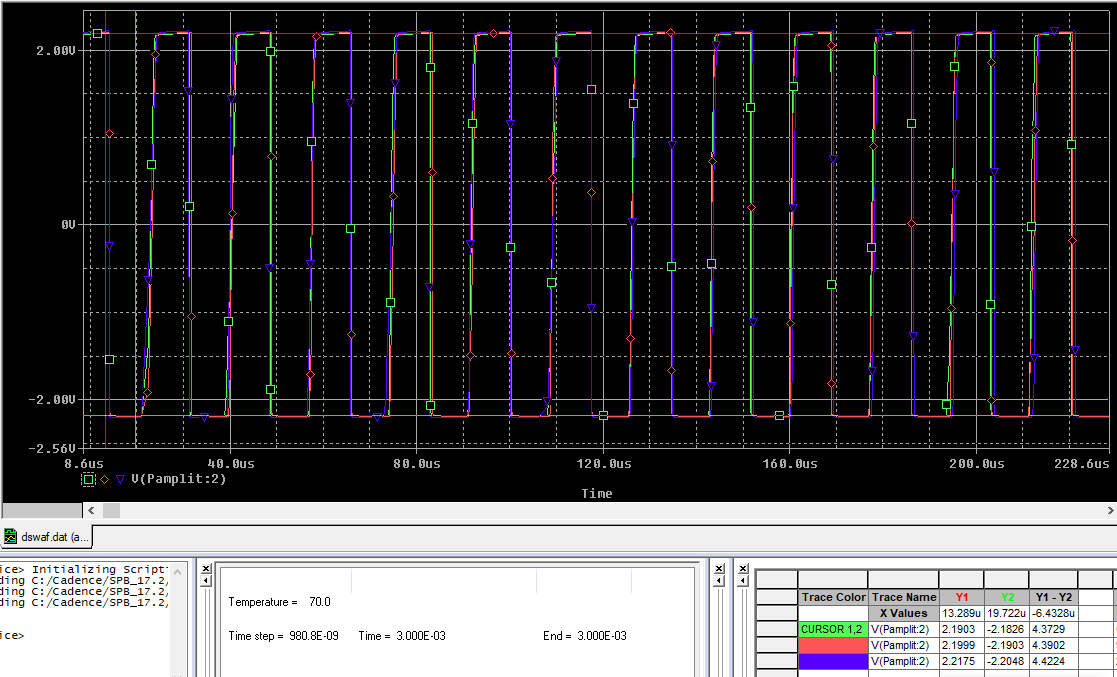 2.00V
0V
-2.00V
-2.56V
8.6us 40.0us 80.0us 120.0us 160.0us 200.0us 228.6us
V(Pamplit:2)
Time
dswaf.dat (a...
ice> Initializing Script
ding C:/Cadence/SPB_17.2,
ding C:/Cadence/SPB_17.2,
ding C:/Cadence/SPB_17.2,
ice>
Temperature = 70.0
Time step = 980.8E-09 Time = 3.000E-03 End = 3.000E-03
Trace Color Trace Name Y1 Y2 Y1 - Y2
X Values 13.289u 19.722u -6.4328u
CURSOR 1,2 V(Pamplit:2) 2.1903 -2.1826 4.3729
V(Pamplit:2) 2.1999 -2.1903 4.3902
V(Pamplit:2) 2.2175 -2.2048 4.4224